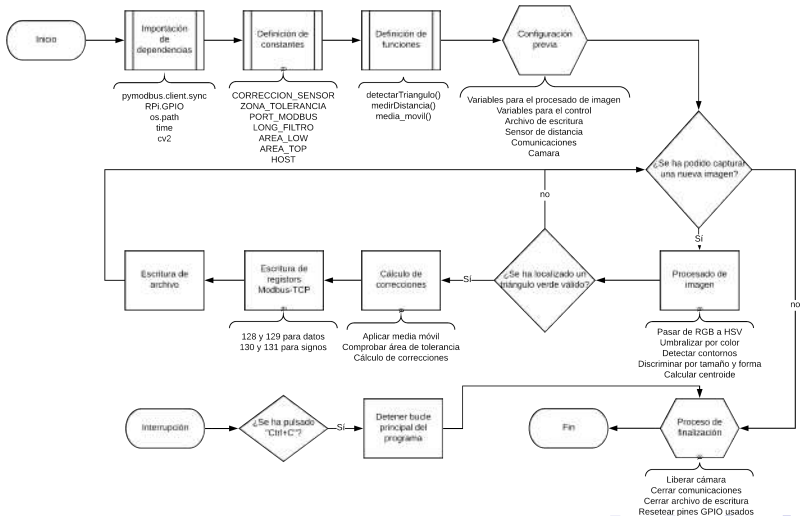 Inicio
Importación
de
dependencias
Definición de
constantes
Definición de
funciones
Configuración
previa
pymodbus.client.sync
RPi.GPIO
os.path
time
cv2
CORRECCION_SENSOR
ZONA_TOLERANCIA
PORT_MODBUS
LONG_FILTRO
AREA_LOW
AREA_TOP
HOST
detectarTriangulo()
medirDistancia()
media_movil()
Variables para el procesado de imagen
Variables para el control
Archivo de escritura
Sensor de distancia
Comunicaciones
Camara
¿Se ha podido capturar
una nueva imagen?
no
Sí
no
Escritura de
archivo
Escritura de
registors
Modbus-TCP
Cálculo de
correcciones
Sí
¿Se ha localizado un
triángulo verde válido?
Procesado de
imagen
128 y 129 para datos
130 y 131 para signos
Aplicar media móvil
Comprobar área de tolerancia
Cálculo de correcciones
Pasar de RGB a HSV
Umbralizar por color
Detectar contornos
Discriminar por tamaño y forma
Calcular centroide
Interrupción
¿Se ha pulsado
"Ctrl+C"?
Sí
Detener bucle
principal del
programa
Fin
Proceso de
finalización
Liberar cámara
Cerrar comunicaciones
Cerrar archivo de escritura
Resetear pines GPIO usados